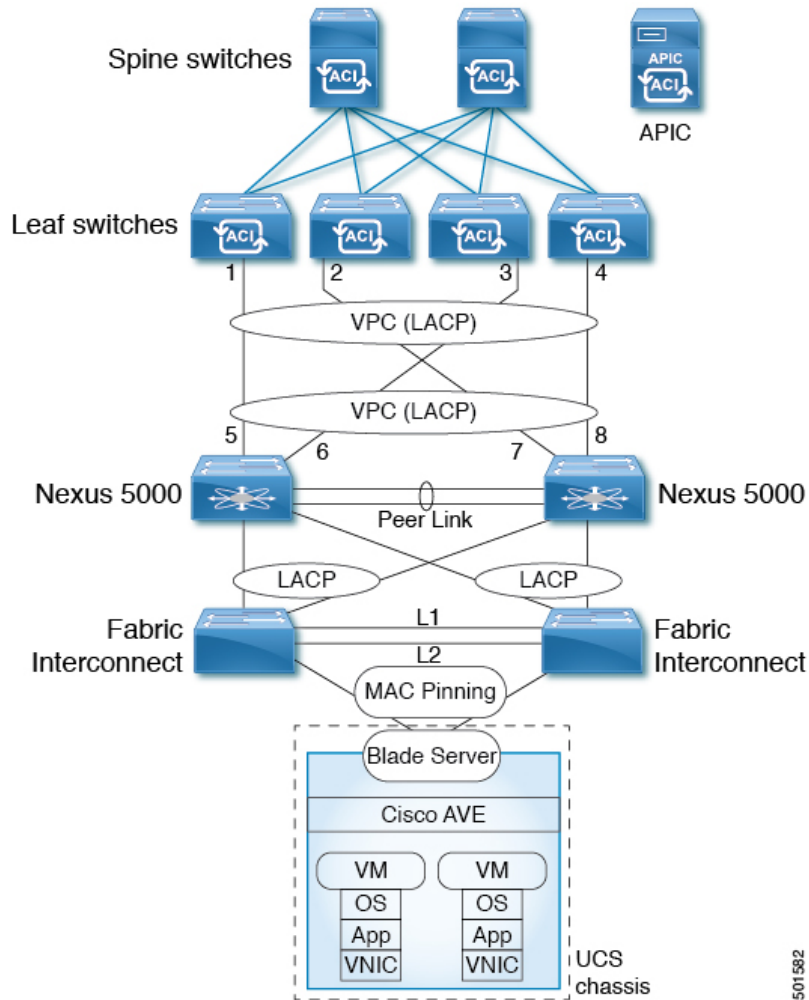 Spine switches
ACI
ACI
APIC
ACI
APIC
Leaf switches
ACI
ACI
ACI
ACI
1
2
3
4
VPC (LACP)
VPC (LACP)
5
6
7
8
Nexus 5000
Nexus 5000
Peer Link
LACP
LACP
Fabric
Interconnect
L1
L2
Fabric
Interconnect
MAC Pinning
Blade Server
Cisco AVE
VM
VM
OS
OS
App
App
VNIC
VNIC
UCS
chassis
501582